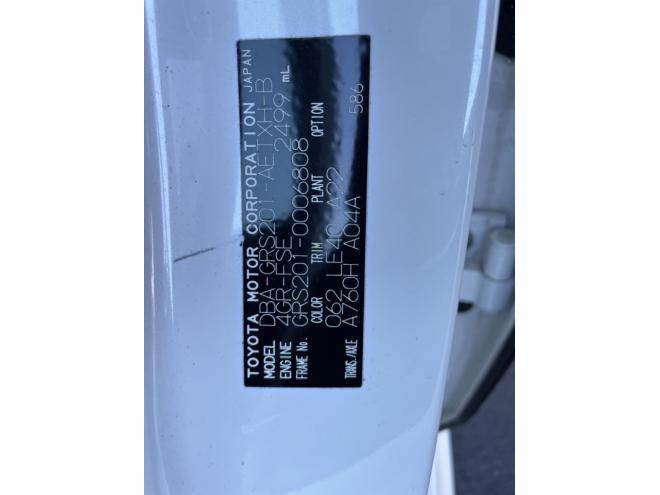 TOYOTA MOTOR CORPORATION JAPAN
MODEL DBA-GRS201-AETXH-B
ENGINE 4GR-FSE 2499 mL
FRAME No. GRS201-0006808
COLOR TRIM PLANT OPTION
062 LE40 A22 586
TRANS./AXLE A760H A04A